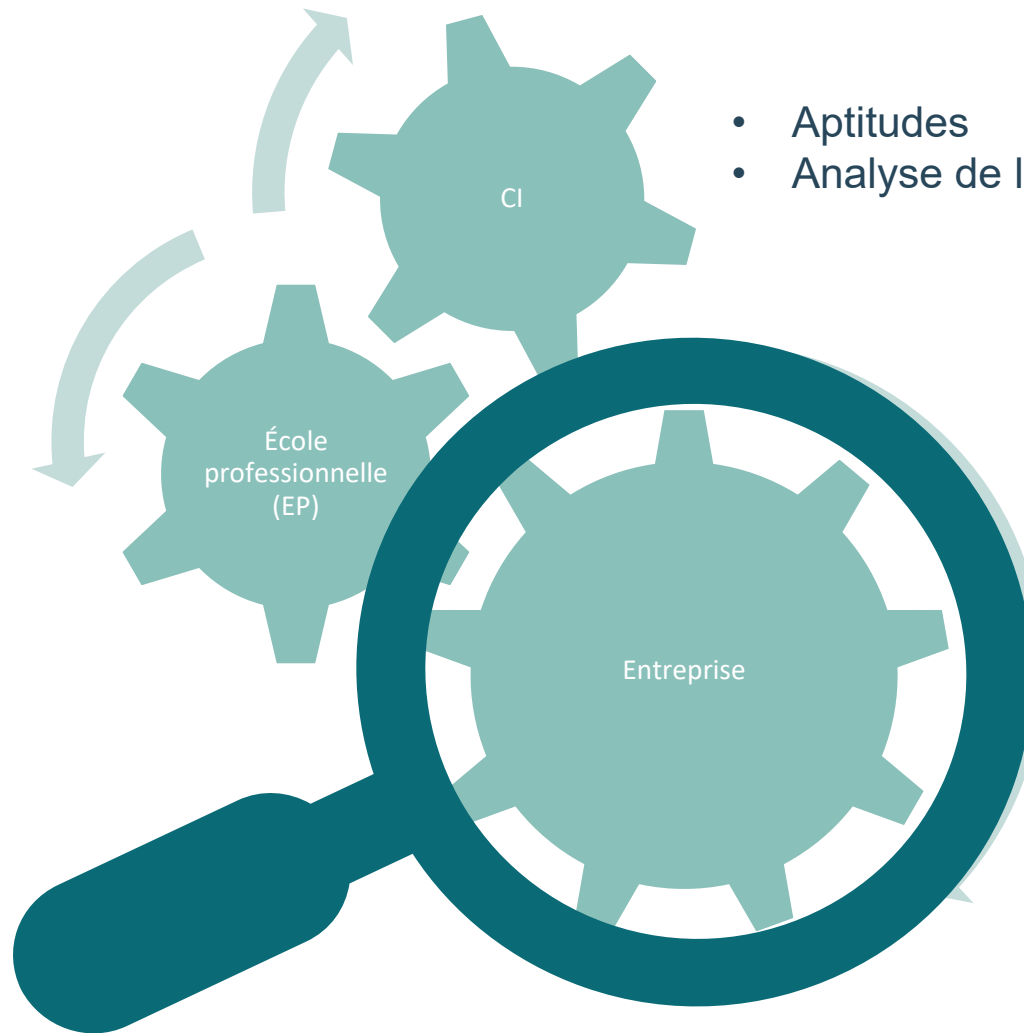 • Aptitudes
• Analyse de l
CI
École
professionnelle
(EP)
Entreprise